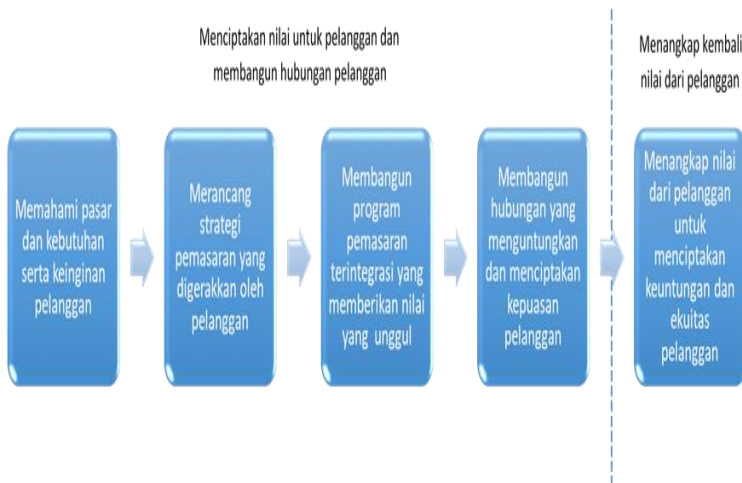 Menciptakan nilai untuk pelanggan dan
membangun hubungan pelanggan
Menangkap kembali
nilai dari pelanggan
Memahami pasar
dan kebutuhan
serta keinginan
pelanggan
Merancang
strategi
pemasaran yang
digerakkan oleh
pelanggan
Membangun
program
pemasaran
terintegrasi yang
memberikan nilai
yang unggul
Membangun
hubungan yang
menguntungkan
dan menciptakan
kepuasan
pelanggan
Menangkap nilai
dari pelanggan
untuk
menciptakan
keuntungan dan
ekuitas
pelanggan